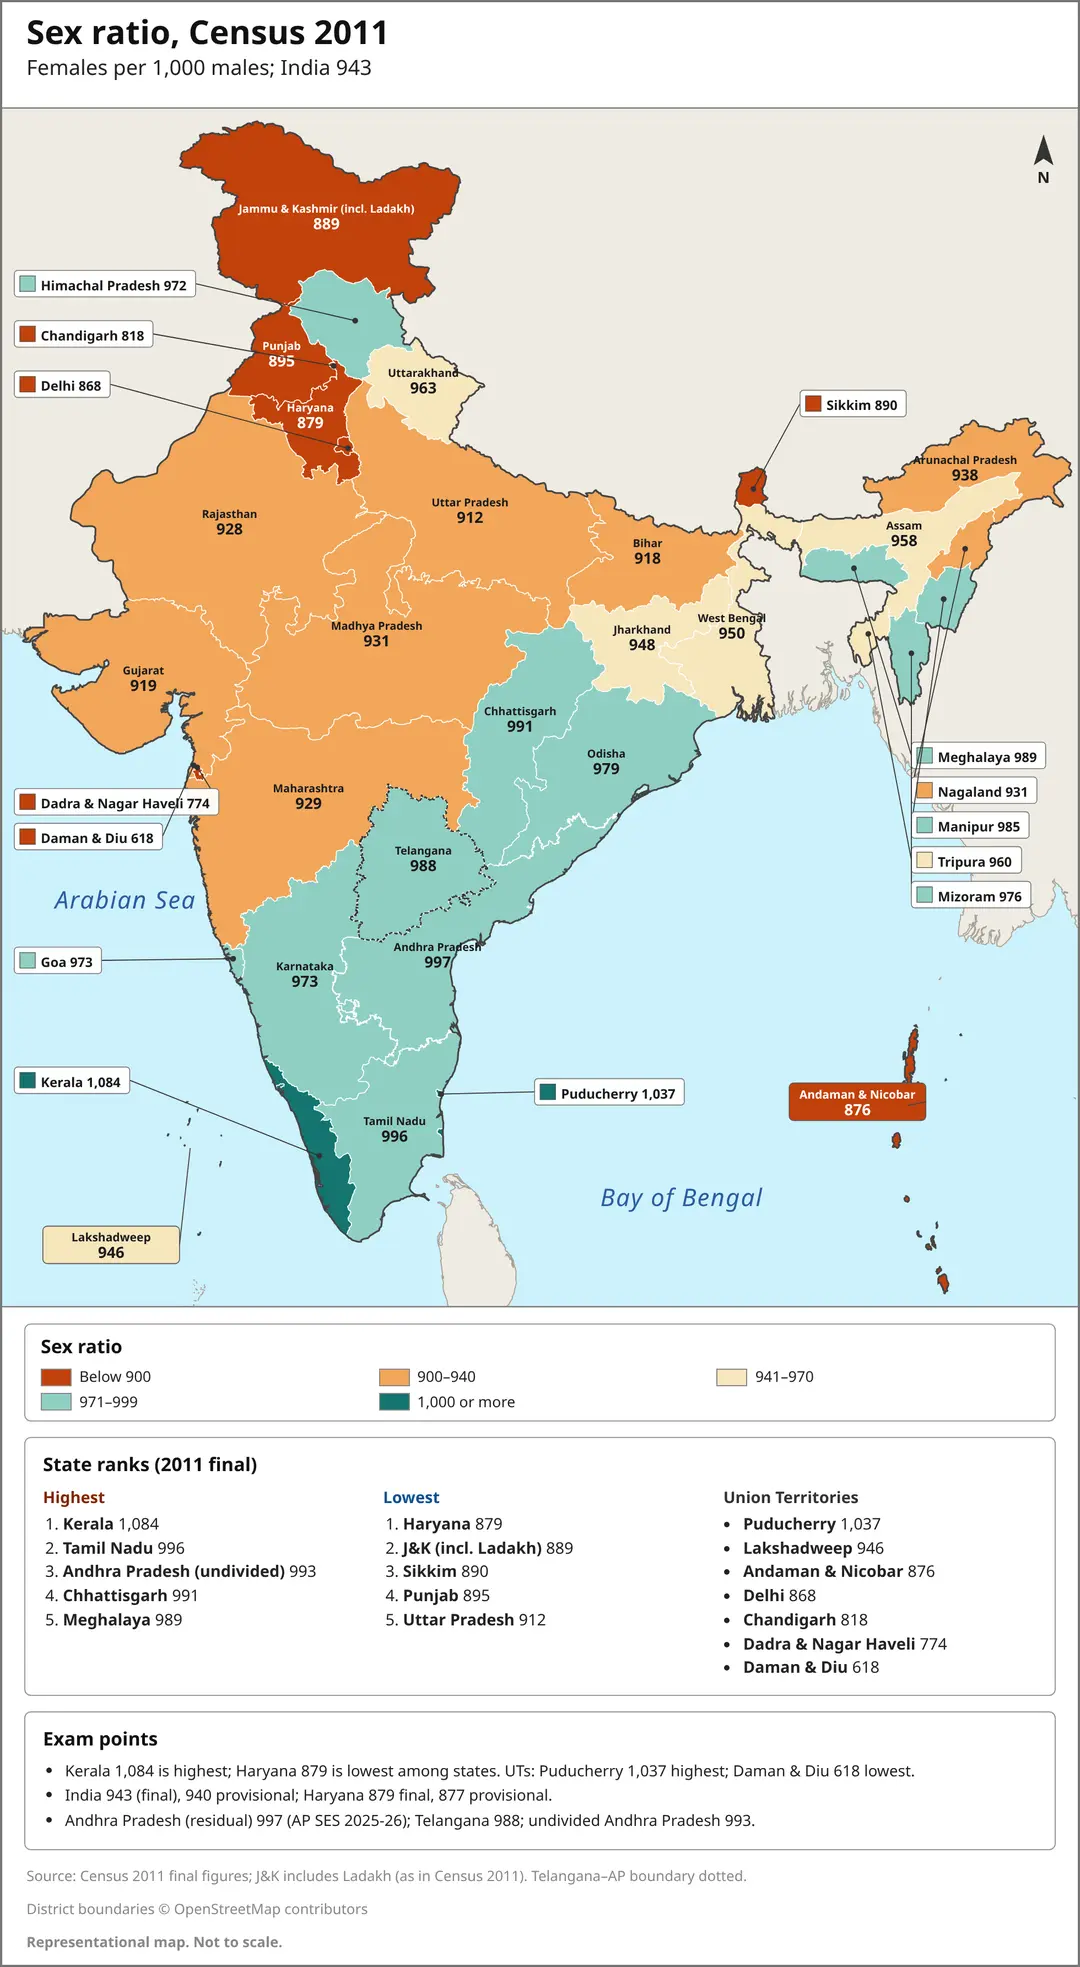 Sex ratio, Census 2011
Females per 1,000 males; India 943
N
Jammu & Kashmir (incl. Ladakh)
889
Himachal Pradesh 972
Chandigarh 818
Punjab
895
Delhi 868
Uttarakhand
963
Haryana
879
Sikkim 890
Arunachal Pradesh
938
Rajasthan
928
Uttar Pradesh
912
Assam
958
Bihar
918
Madhya Pradesh
931
Jharkhand
948
West Bengal
950
Gujarat
919
Chhattisgarh
991
Odisha
979
Meghalaya 989
Nagaland 931
Manipur 985
Tripura 960
Mizoram 976
Maharashtra
929
Dadra & Nagar Haveli 774
Daman & Diu 618
Telangana
988
Arabian Sea
Andhra Pradesh
997
Goa 973
Karnataka
973
Kerala 1,084
Puducherry 1,037
Andaman & Nicobar
876
Tamil Nadu
996
Bay of Bengal
Lakshadweep
946
Sex ratio
Below 900
900–940
941–970
971–999
1,000 or more
State ranks (2011 final)
Highest
1. Kerala 1,084
2. Tamil Nadu 996
3. Andhra Pradesh (undivided) 993
4. Chhattisgarh 991
5. Meghalaya 989
Lowest
1. Haryana 879
2. J&K (incl. Ladakh) 889
3. Sikkim 890
4. Punjab 895
5. Uttar Pradesh 912
Union Territories
• Puducherry 1,037
• Lakshadweep 946
• Andaman & Nicobar 876
• Delhi 868
• Chandigarh 818
• Dadra & Nagar Haveli 774
• Daman & Diu 618
Exam points
• Kerala 1,084 is highest; Haryana 879 is lowest among states. UTs: Puducherry 1,037 highest; Daman & Diu 618 lowest.
• India 943 (final), 940 provisional; Haryana 879 final, 877 provisional.
• Andhra Pradesh (residual) 997 (AP SES 2025-26); Telangana 988; undivided Andhra Pradesh 993.
Source: Census 2011 final figures; J&K includes Ladakh (as in Census 2011). Telangana–AP boundary dotted.
District boundaries © OpenStreetMap contributors
Representational map. Not to scale.